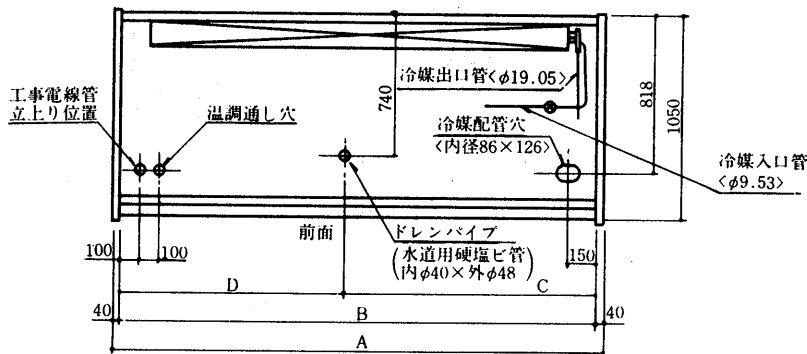 冷媒出口管<φ19.05>
740
818
1050
工事電線管
立上り位置
温調通し穴
冷媒配管穴
<内径86×126>
冷媒入口管
<φ9.53>
前面
ドレンパイプ
(水道用硬塩ビ管
内φ40×外φ48)
100
100
150
D
C
40
B
40
A